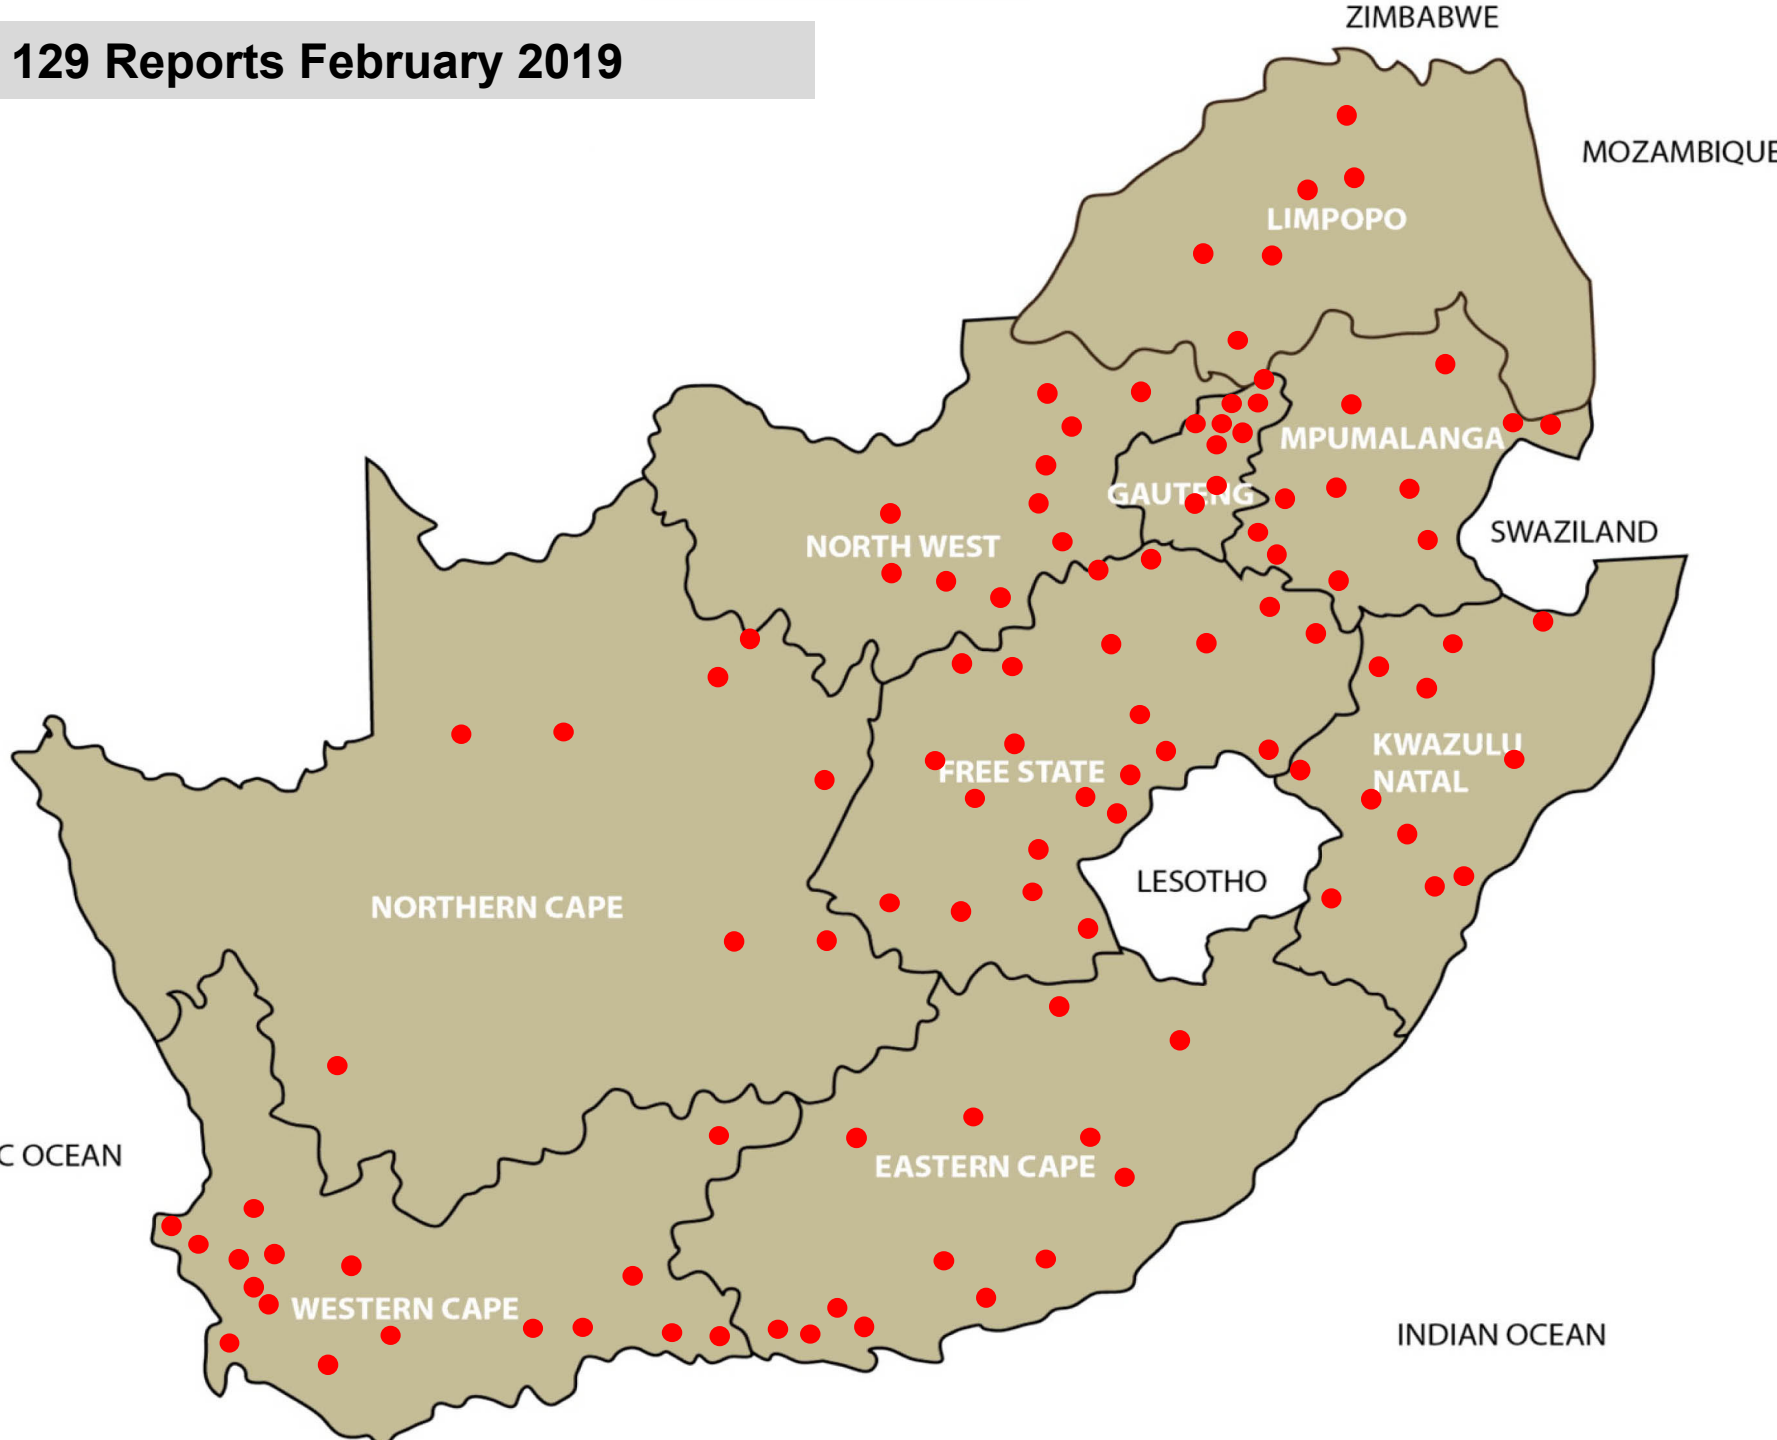 ZIMBABWE
129 Reports February 2019
MOZAMBIQUE
LIMPOPO
MPUMALANGA
GAUTENG
SWAZILAND
NORTH WEST
KWAZULU
NATAL
FREE STATE
LESOTHO
NORTHERN CAPE
C OCEAN
EASTERN CAPE
WESTERN CAPE
INDIAN OCEAN